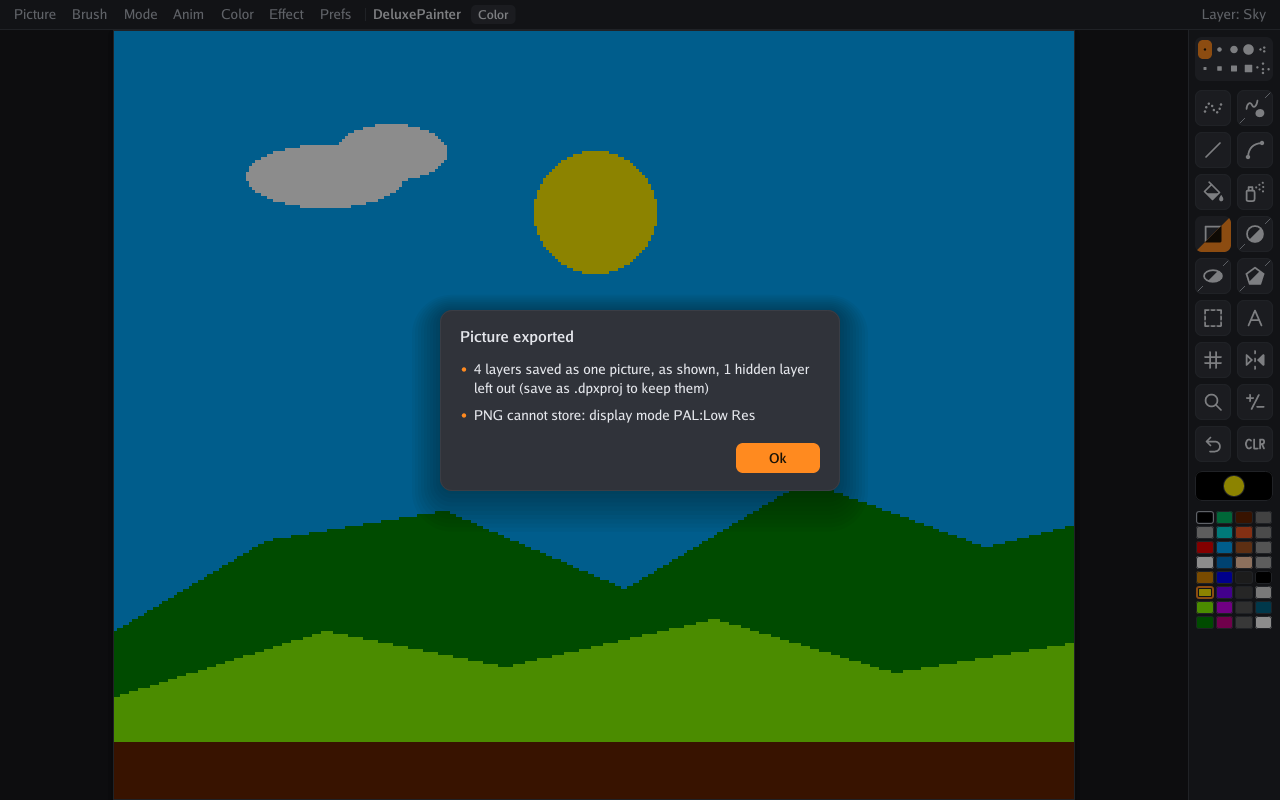 Picture Brush Mode Anim Color Effect Prefs DeluxePainter Color Layer: Sky
Picture exported
• 4 layers saved as one picture, as shown, 1 hidden layer
left out (save as .dpxproj to keep them)
• PNG cannot store: display mode PAL:Low Res
Ok
A
CLR